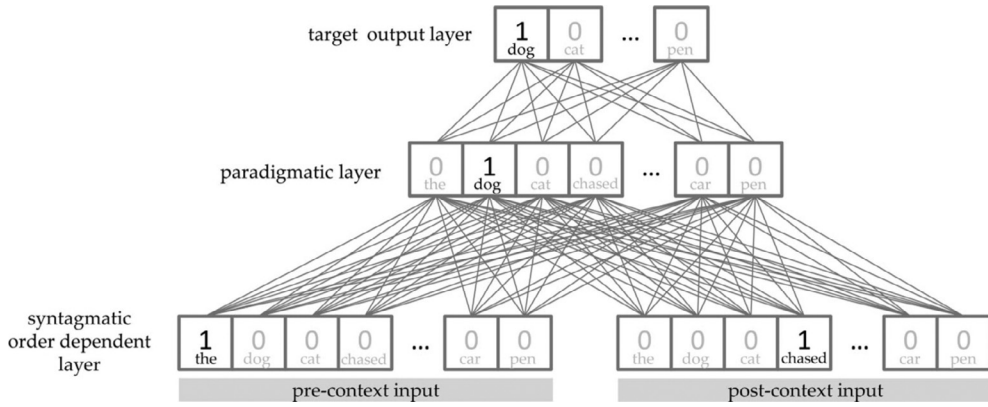 target output layer
1 0 ... 0
dog cat pen
paradigmatic layer
0 1 0 0 ... 0 0
the dog cat chased car pen
syntagmatic
order dependent
layer
1 0 0 0 ... 0 0
the dog cat chased car pen
0 0 0 1 ... 0 0
the dog cat chased car pen
pre-context input
post-context input